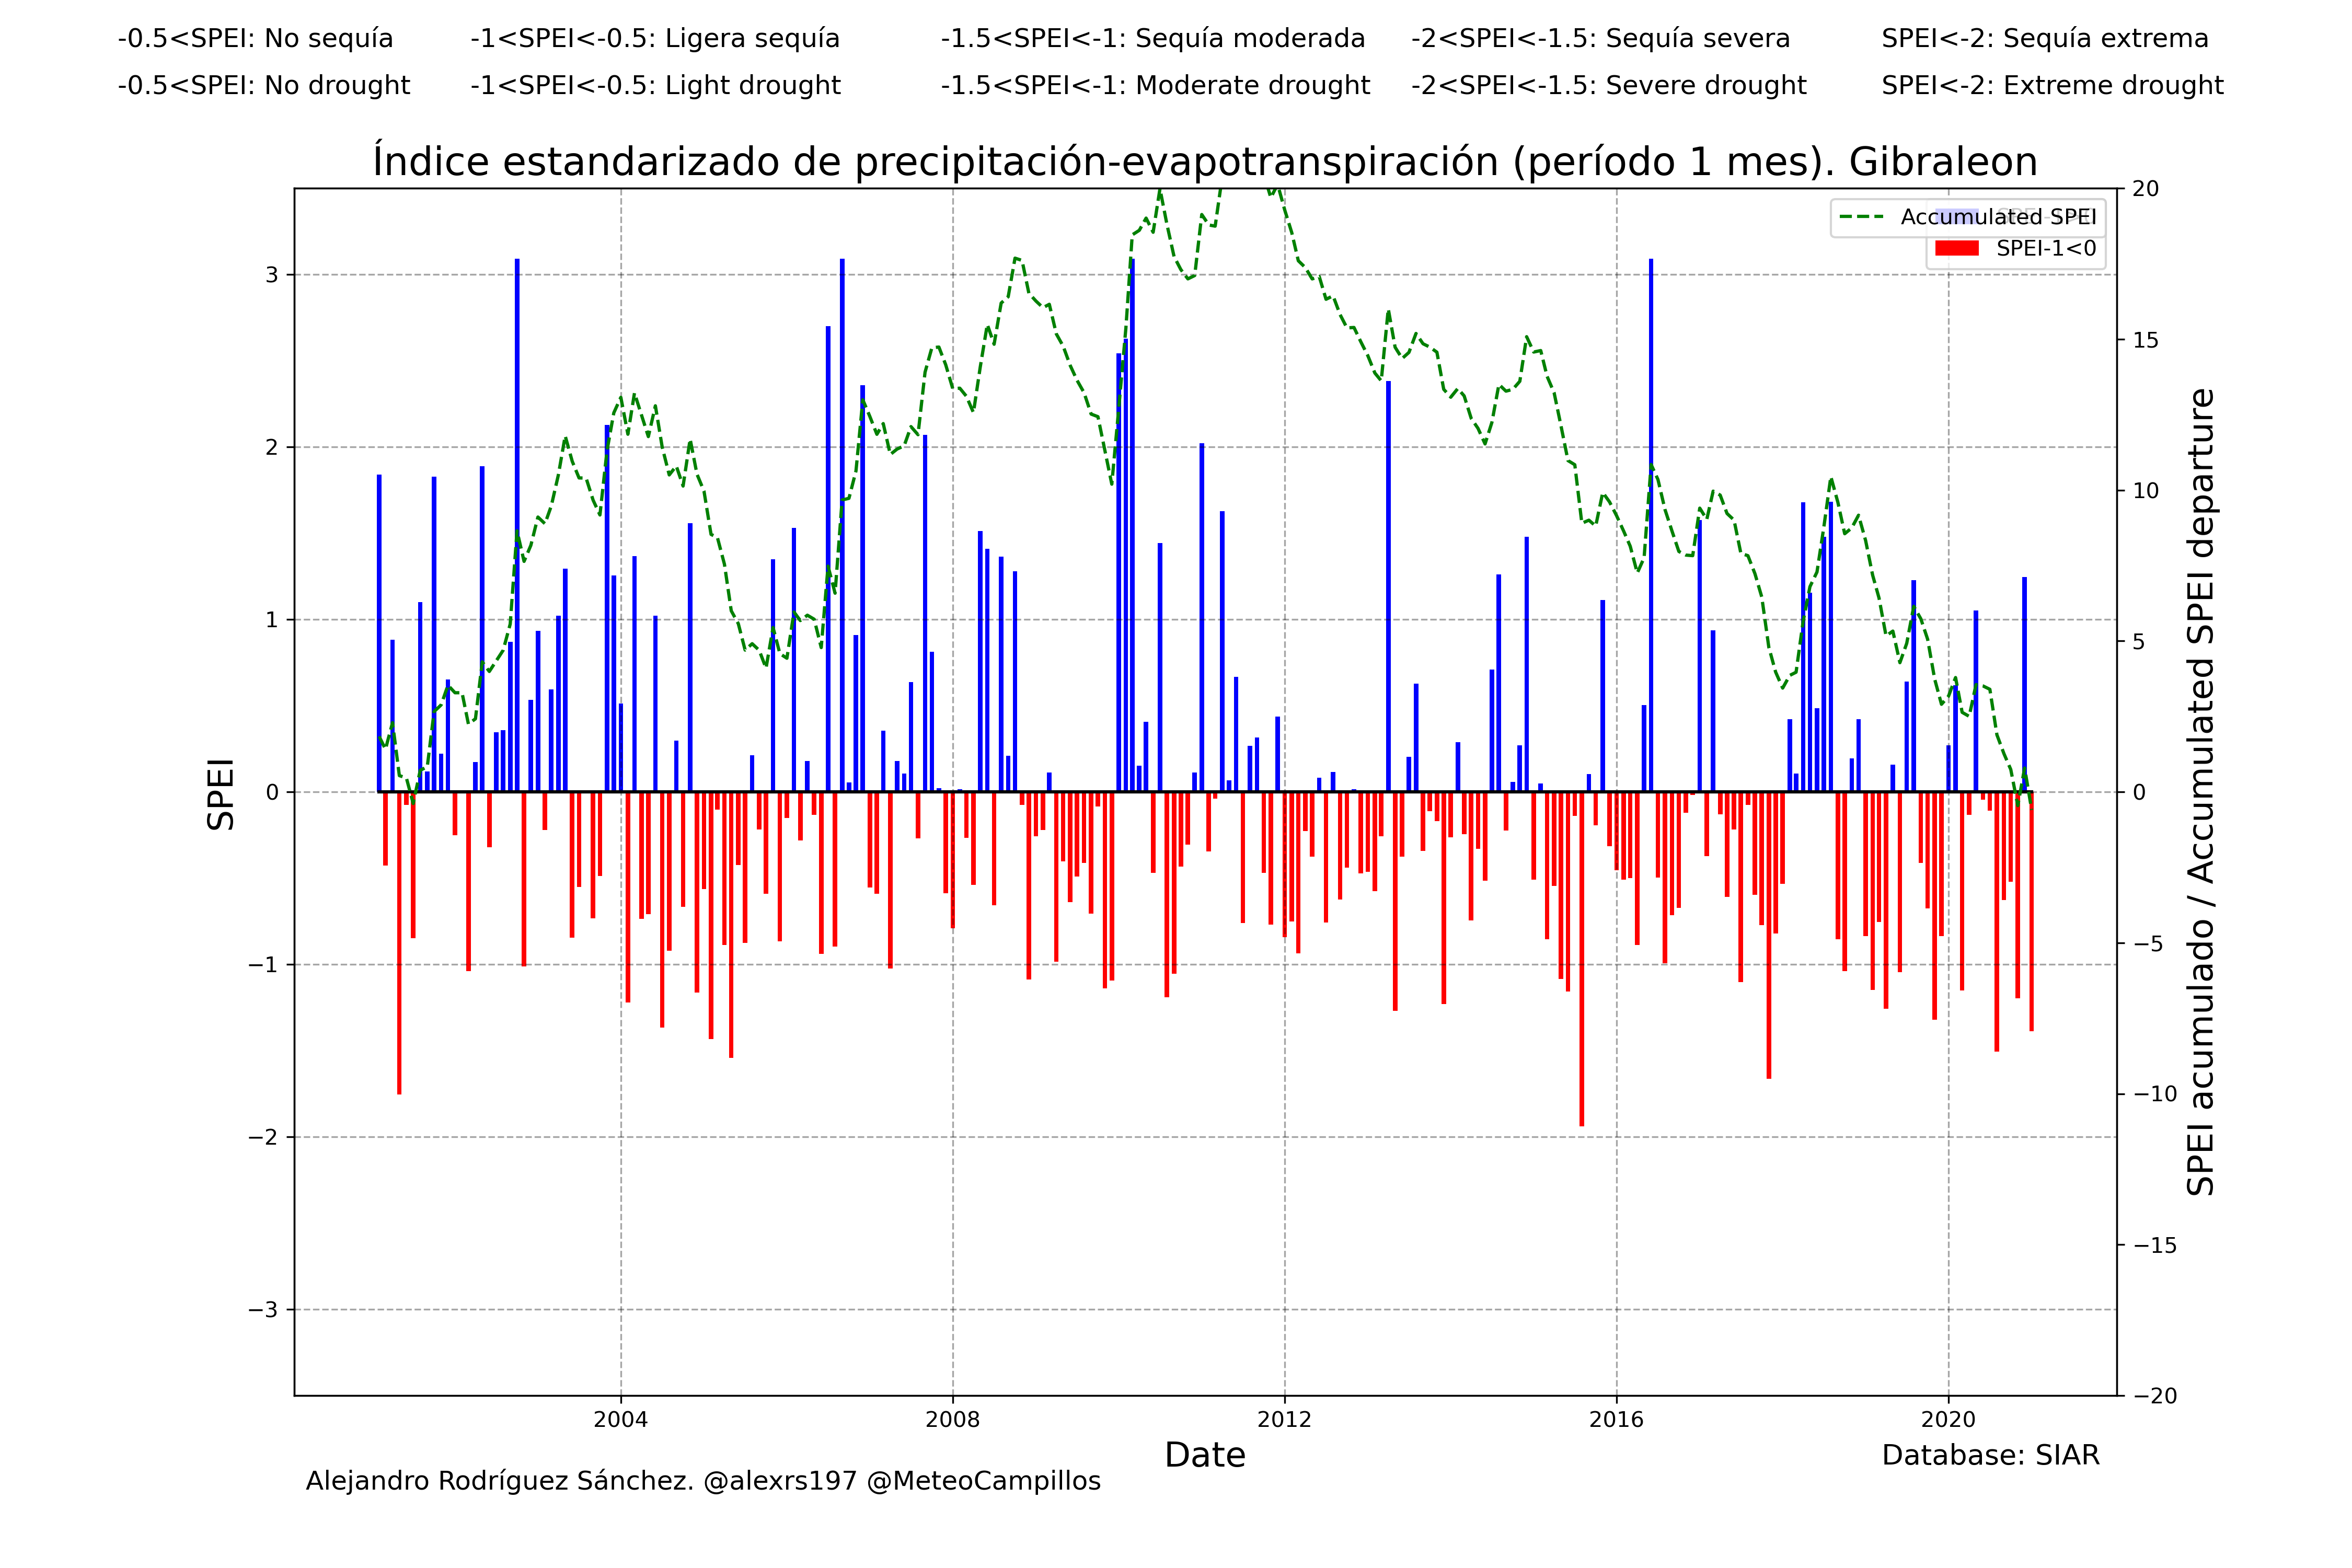 -0.5<SPEI: No sequía -1<SPEI<-0.5: Ligera sequía -1.5<SPEI<-1: Sequía moderada -2<SPEI<-1.5: Sequía severa SPEI<-2: Sequía extrema
-0.5<SPEI: No drought -1<SPEI<-0.5: Light drought -1.5<SPEI<-1: Moderate drought -2<SPEI<-1.5: Severe drought SPEI<-2: Extreme drought
Índice estandarizado de precipitación-evapotranspiración (período 1 mes). Gibraleon
Accumulated SPEI
SPEI-1<0
SPEI
3
2
1
0
−1
−2
−3
20
15
10
5
0
−5
−10
−15
−20
SPEI acumulado / Accumulated SPEI departure
2004 2008 2012 2016 2020
Date
Database: SIAR
Alejandro Rodríguez Sánchez. @alexrs197 @MeteoCampillos